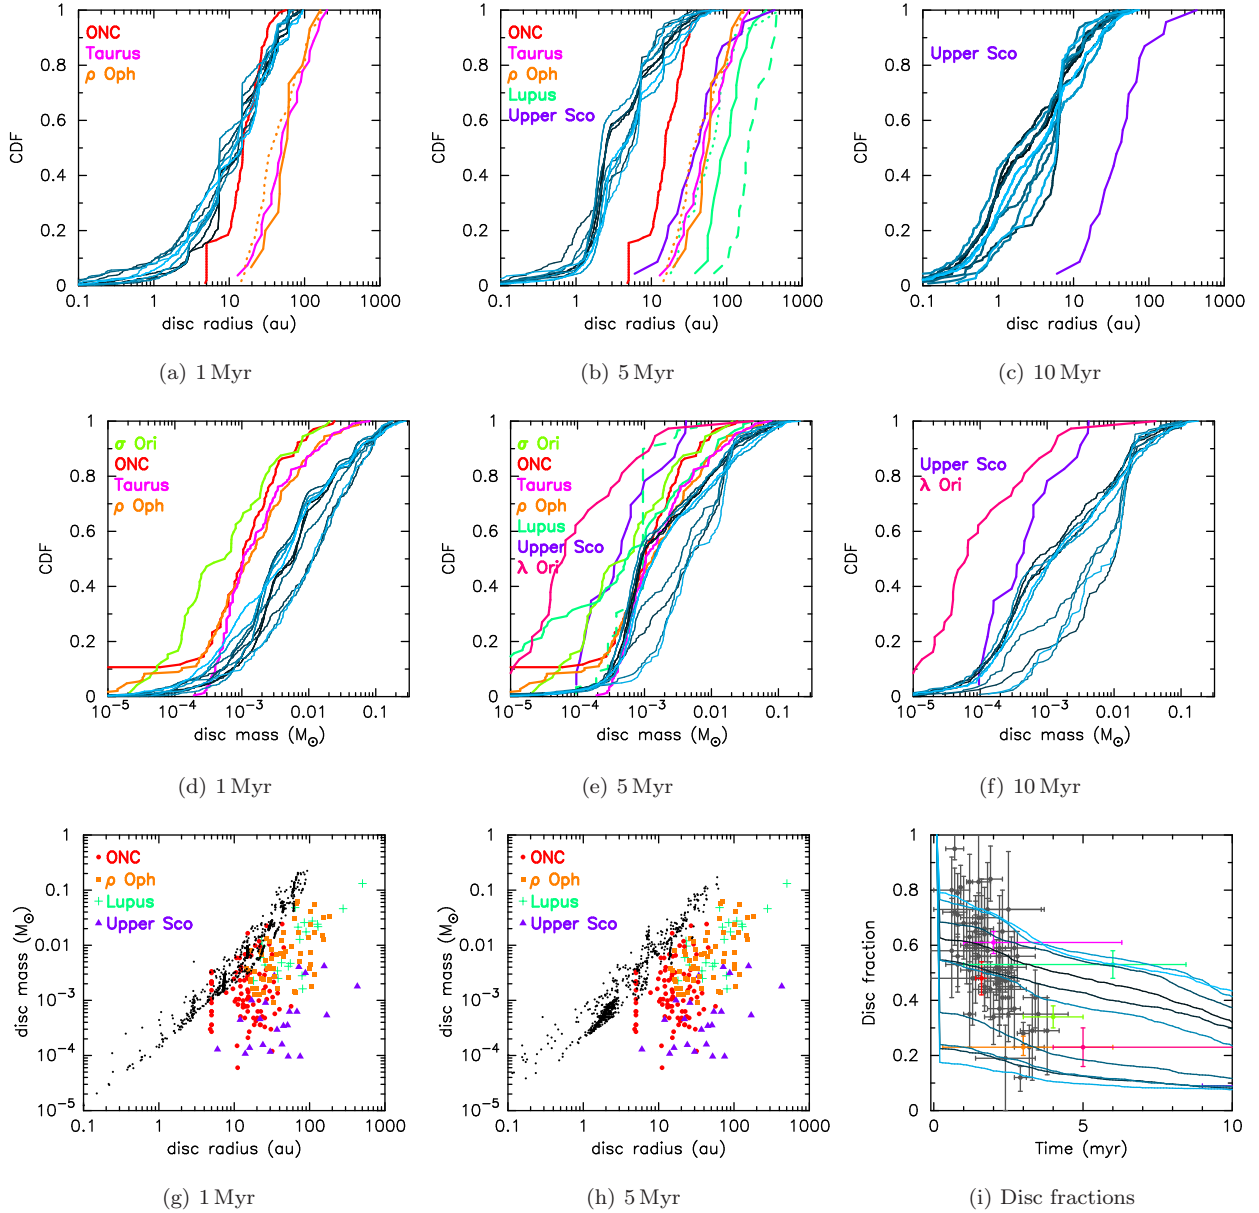 1
0.8
0.6
0.4
0.2
0
CDF
ONC
Taurus
ρ Oph
0.1 1 10 100 1000
disc radius (au)
(a) 1 Myr
1
0.8
0.6
0.4
0.2
0
CDF
ONC
Taurus
ρ Oph
Lupus
Upper Sco
0.1 1 10 100 1000
disc radius (au)
(b) 5 Myr
1
0.8
0.6
0.4
0.2
0
CDF
Upper Sco
0.1 1 10 100 1000
disc radius (au)
(c) 10 Myr
1
0.8
0.6
0.4
0.2
0
CDF
σ Ori
ONC
Taurus
ρ Oph
10⁻⁵ 10⁻⁴ 10⁻³ 0.01 0.1
disc mass (M⊙)
(d) 1 Myr
1
0.8
0.6
0.4
0.2
0
CDF
σ Ori
ONC
Taurus
ρ Oph
Lupus
Upper Sco
λ Ori
10⁻⁵ 10⁻⁴ 10⁻³ 0.01 0.1
disc mass (M⊙)
(e) 5 Myr
1
0.8
0.6
0.4
0.2
0
CDF
Upper Sco
λ Ori
10⁻⁵ 10⁻⁴ 10⁻³ 0.01 0.1
disc mass (M⊙)
(f) 10 Myr
1
0.1
0.01
10⁻³
10⁻⁴
10⁻⁵
disc mass (M⊙)
ONC
ρ Oph
Lupus
Upper Sco
0.1 1 10 100 1000
disc radius (au)
(g) 1 Myr
1
0.1
0.01
10⁻³
10⁻⁴
10⁻⁵
disc mass (M⊙)
ONC
ρ Oph
Lupus
Upper Sco
0.1 1 10 100 1000
disc radius (au)
(h) 5 Myr
1
0.8
0.6
0.4
0.2
0
Disc fraction
0 5 10
Time (myr)
(i) Disc fractions